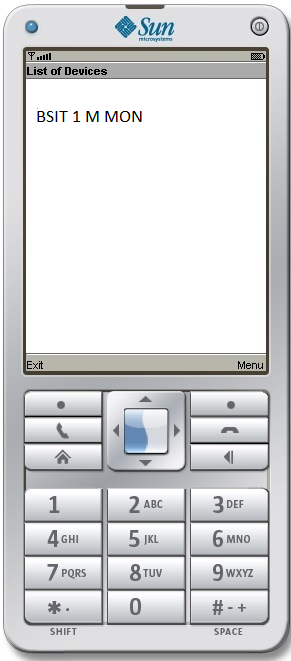 Sun
microsystems
List of Devices
BSIT 1 M MON
Exit Menu
1 2 ABC 3 DEF
4 GHI 5 JKL 6 MNO
7 PQRS 8 TUV 9 WXYZ
* · 0 # - +
SHIFT SPACE